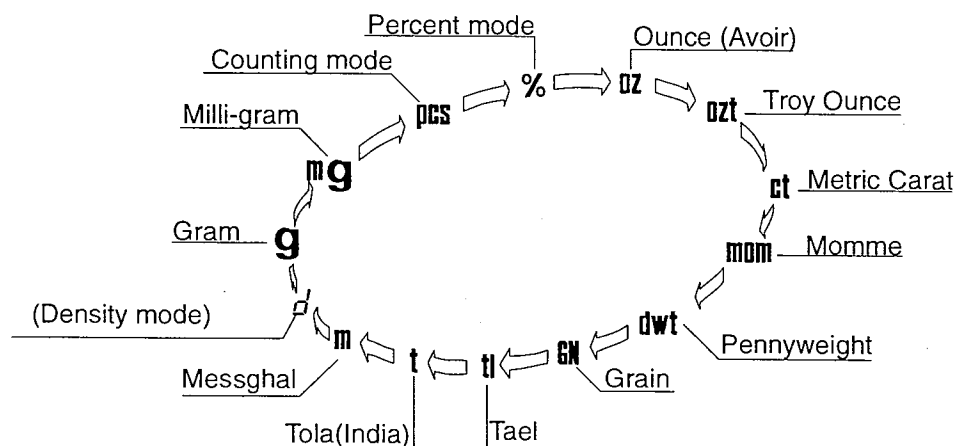 Percent mode
Ounce (Avoir)
Counting mode
% oz
pcs ozt Troy Ounce
Milli-gram
mg
ct Metric Carat
Gram g
mom Momme
(Density mode) d
dwt Pennyweight
m t tl GN
Messghal
Grain
Tola(India) Tael